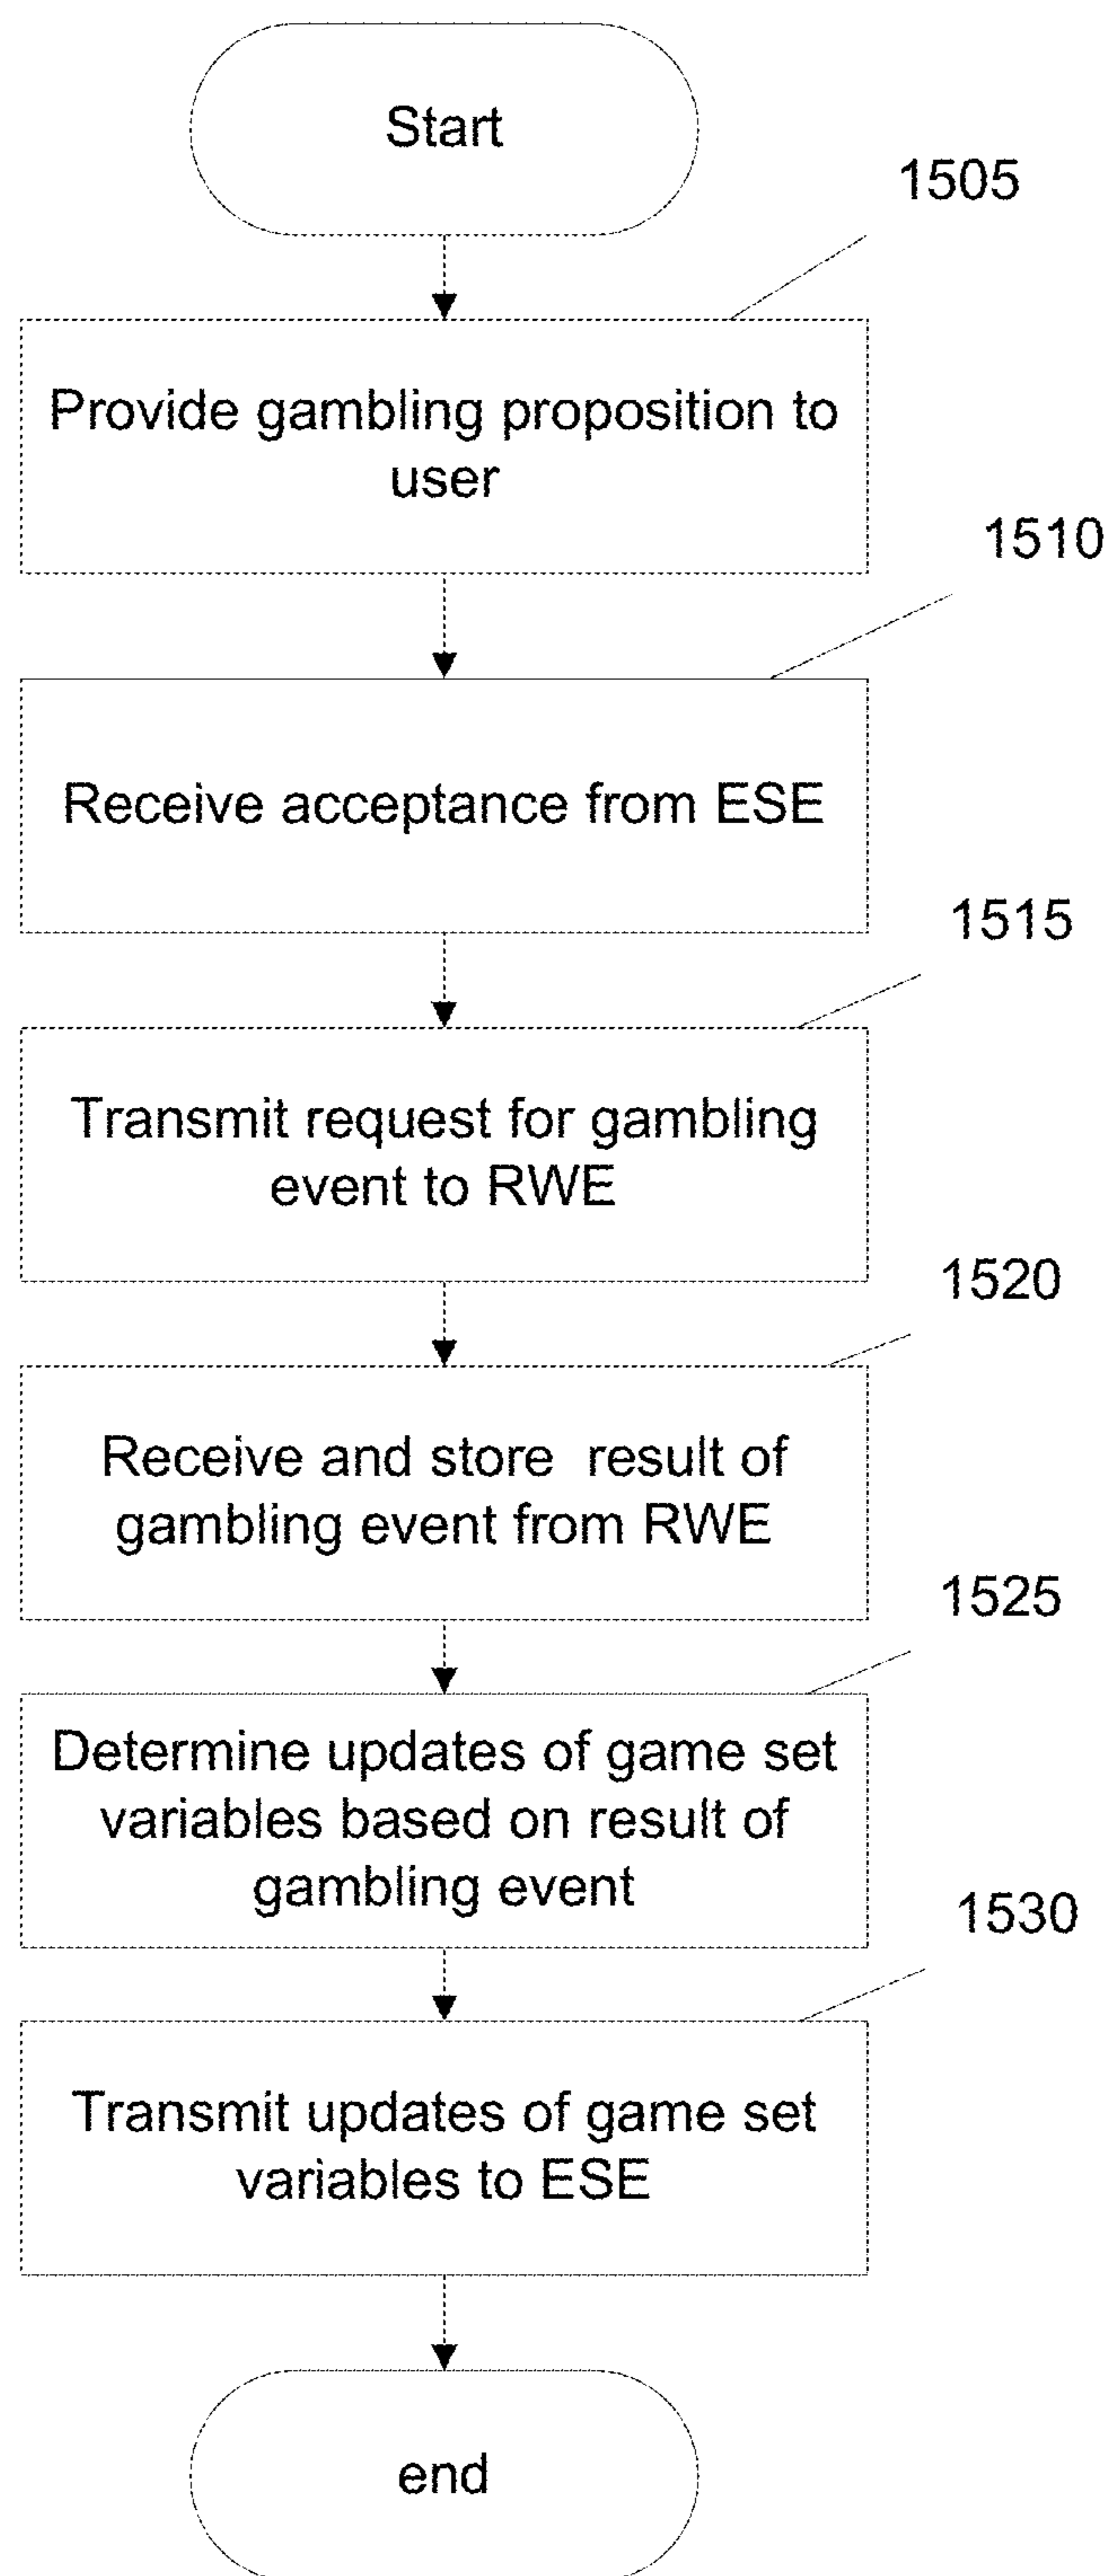 Start
1505
Provide gambling proposition to
user
1510
Receive acceptance from ESE
1515
Transmit request for gambling
event to RWE
1520
Receive and store  result of
gambling event from RWE
1525
Determine updates of game set
variables based on result of
gambling event
1530
Transmit updates of game set
variables to ESE
end